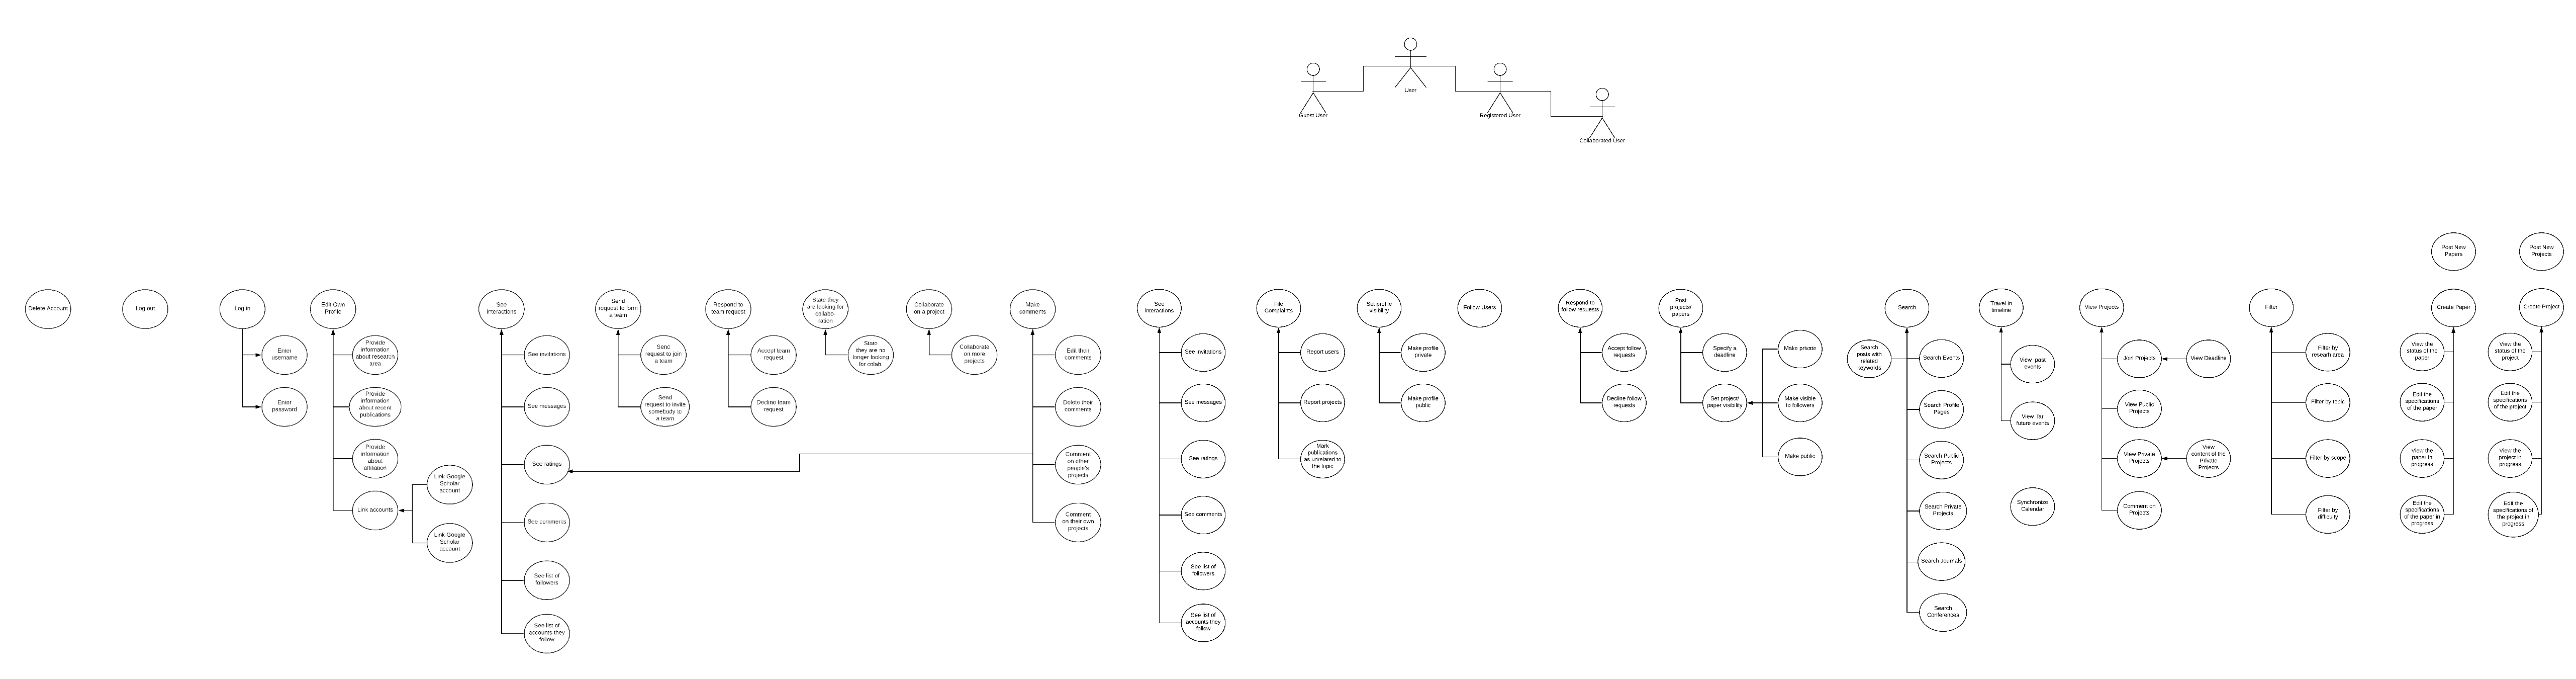 User
Guest User
Registered User
Collaborated User
Post New
Papers
Post New
Projects
Delete Account
Log out
Log in
Edit Own
Profile
See
interactions
Send
request to form
a team
Respond to
team request
State they
are looking for
collabo-
ration
Collaborate
on a project
Make
comments
See
interactions
File
Complaints
Set profile
visibility
Follow Users
Respond to
follow requests
Post
projects/
papers
Search
Travel in
timeline
View Projects
Filter
Create Paper
Create Project
Enter
username
Enter
password
Provide
information
about research
area
Provide
information
about recent
publications
Provide
information
about
affiliation
Link accounts
Link Google
Scholar
account
Link Google
Scholar
account
See invitations
See messages
See ratings
See comments
See list of
followers
See list of
accounts they
follow
Send
request to join
a team
Send
request to invite
somebody to
a team
Accept team
request
Decline team
request
State
they are no
longer looking
for collab.
Collaborate
on more
projects
Edit their
comments
Delete their
comments
Comment
on other
people's
projects
Comment
on their own
projects
See invitations
See messages
See ratings
See comments
See list of
followers
See list of
accounts they
follow
Report users
Report projects
Mark
publications
as unrelated to
the topic
Make profile
private
Make profile
public
Accept follow
requests
Decline follow
requests
Specify a
deadline
Set project/
paper visibility
Make private
Make visible
to followers
Make public
Search
posts with
related
keywords
Search Events
Search Profile
Pages
Search Public
Projects
Search Private
Projects
Search Journals
Search
Conferences
View past
events
View far
future events
Synchronize
Calendar
Join Projects
View Deadline
View Public
Projects
View Private
Projects
View
content of the
Private
Projects
Comment on
Projects
Filter by
researh area
Filter by topic
Filter by scope
Filter by
difficulty
View the
status of the
paper
Edit the
specifications
of the paper
View the
paper in
progress
Edit the
specifications
of the paper in
progress
View the
status of the
project
Edit the
specifications
of the project
View the
project in
progress
Edit the
specifications of
the project in
progress